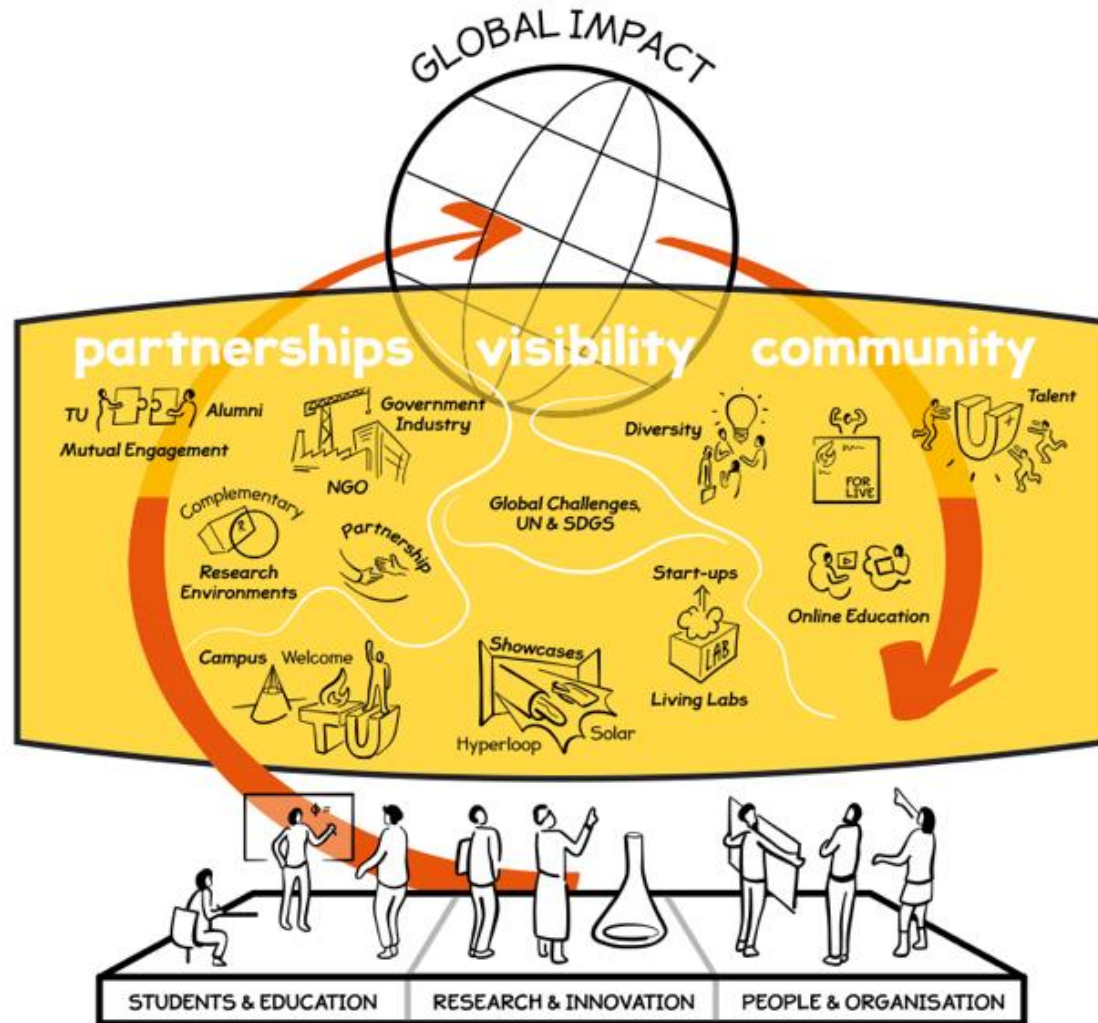 GLOBAL IMPACT
partnerships visibility community
TU
Alumni
Mutual Engagement
Government
Industry
NGO
Complementary
?
Research
Environments
Partnership
Campus
Welcome
TU
Global Challenges,
UN & SDGS
Showcases
Hyperloop
Solar
Start-ups
LAB
Living Labs
Diversity
FOR
LIVE
U+
Talent
Online Education
Φ=
STUDENTS & EDUCATION
RESEARCH & INNOVATION
PEOPLE & ORGANISATION